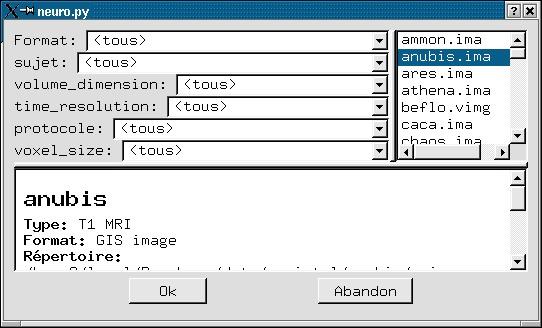 neuro.py
Format: <tous>
sujet: <tous>
volume_dimension: <tous>
time_resolution: <tous>
protocole: <tous>
voxel_size: <tous>
ammon.ima
anubis.ima
ares.ima
athena.ima
beflo.vimg
caca.ima
chaos.ima
anubis
Type: T1 MRI
Format: GIS image
Répertoire:
Ok
Abandon